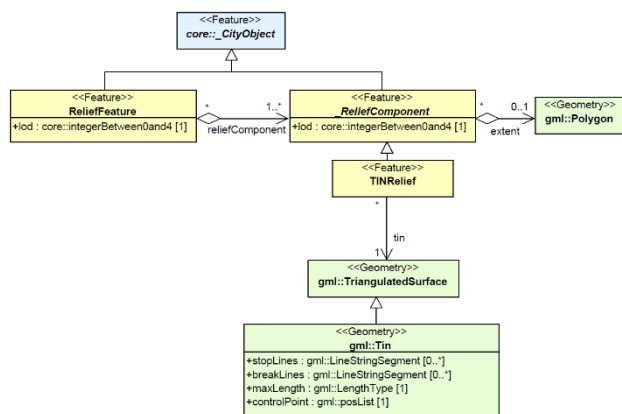 <<Feature>>
core::_CityObject
<<Feature>>
ReliefFeature
+lod : core::integerBetween0and4 [1]
*
1..*
reliefComponent
<<Feature>>
_ReliefComponent
+lod : core::integerBetween0and4 [1]
*
0..1
extent
<<Geometry>>
gml::Polygon
<<Feature>>
TINRelief
*
tin
1
<<Geometry>>
gml::TriangulatedSurface
<<Geometry>>
gml::Tin
+stopLines : gml::LineStringSegment [0..*]
+breakLines : gml::LineStringSegment [0..*]
+maxLength : gml::LengthType [1]
+controlPoint : gml::posList [1]